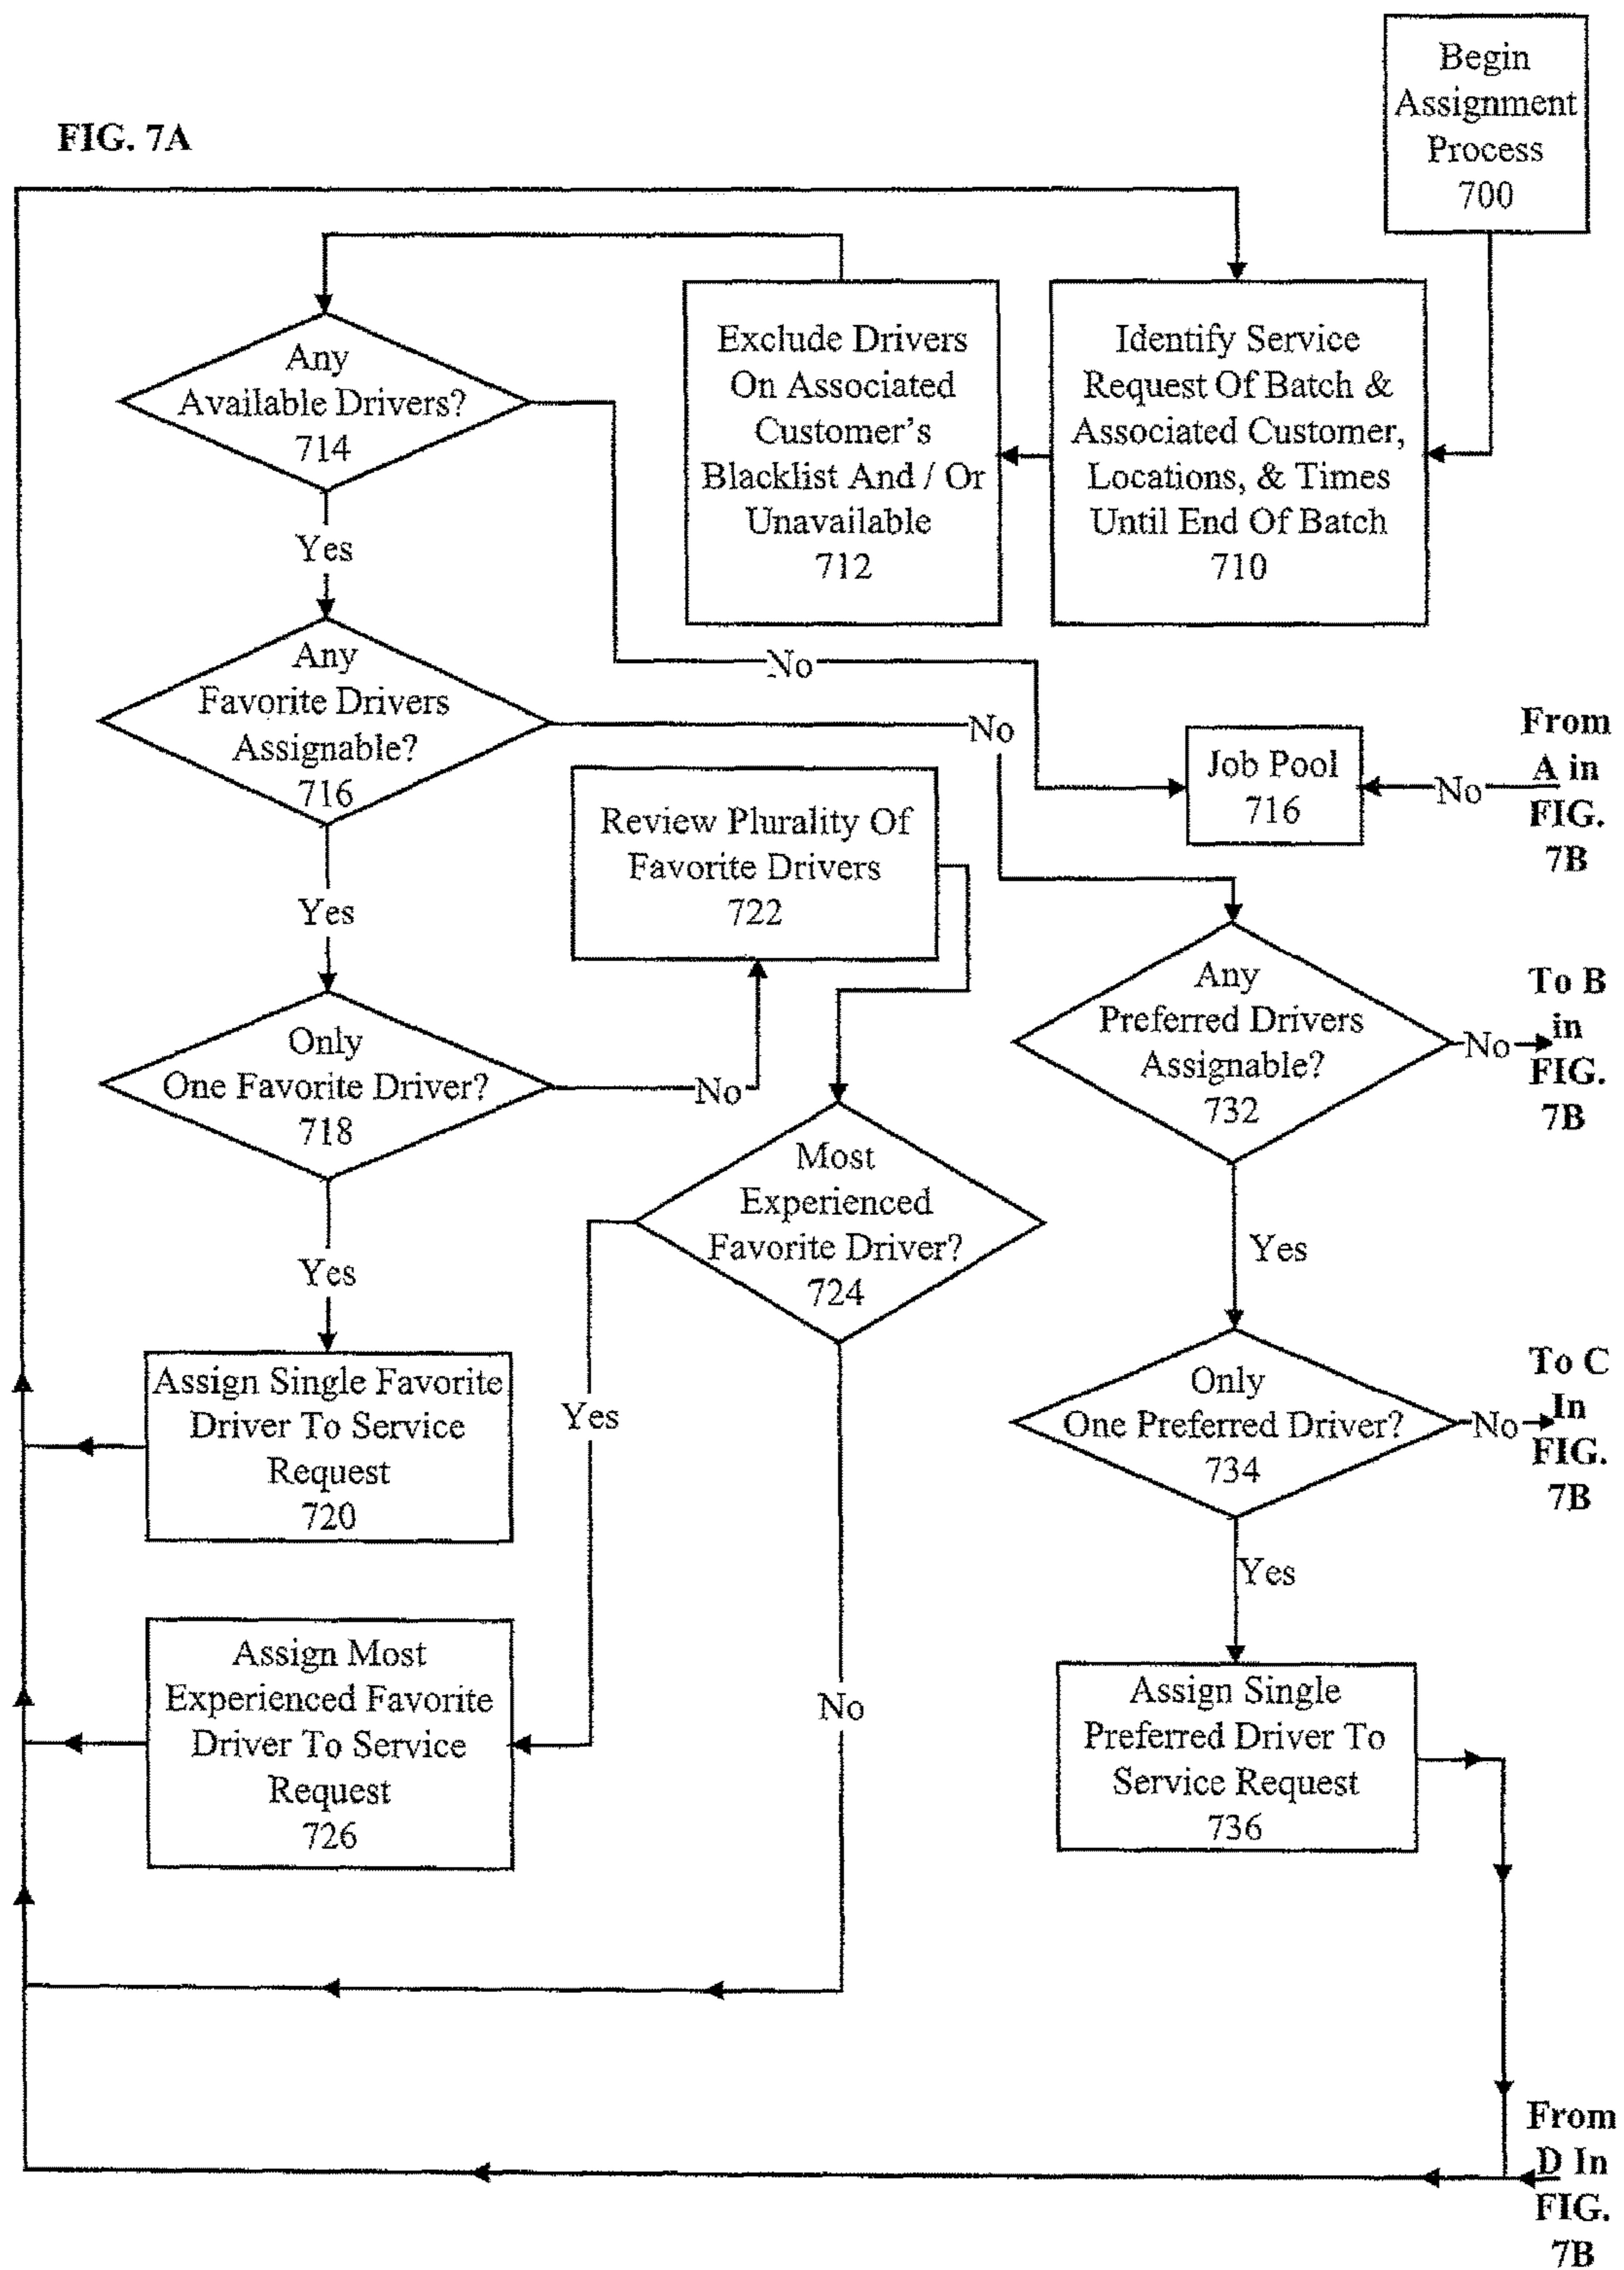 FIG. 7A
Begin
Assignment
Process
700
Identify Service
Request Of Batch &
Associated Customer,
Locations, & Times
Until End Of Batch
710
Exclude Drivers
On Associated
Customer's
Blacklist And / Or
Unavailable
712
Any
Available Drivers?
714
Yes
No
Any
Favorite Drivers
Assignable?
716
No
Yes
Job Pool
716
No
From
A in
FIG.
7B
Review Plurality Of
Favorite Drivers
722
Only
One Favorite Driver?
718
No
Yes
Any
Preferred Drivers
Assignable?
732
No
To B
in
FIG.
7B
Yes
Most
Experienced
Favorite Driver?
724
Yes
No
Assign Single Favorite
Driver To Service
Request
720
Only
One Preferred Driver?
734
No
To C
In
FIG.
7B
Yes
Assign Most
Experienced Favorite
Driver To Service
Request
726
Assign Single
Preferred Driver To
Service Request
736
From
D In
FIG.
7B